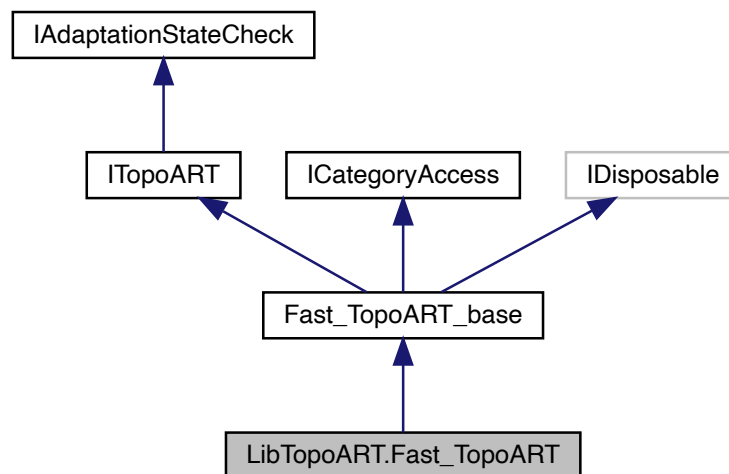 IAdaptationStateCheck
ITopoART
ICategoryAccess
IDisposable
Fast_TopoART_base
LibTopoART.Fast_TopoART